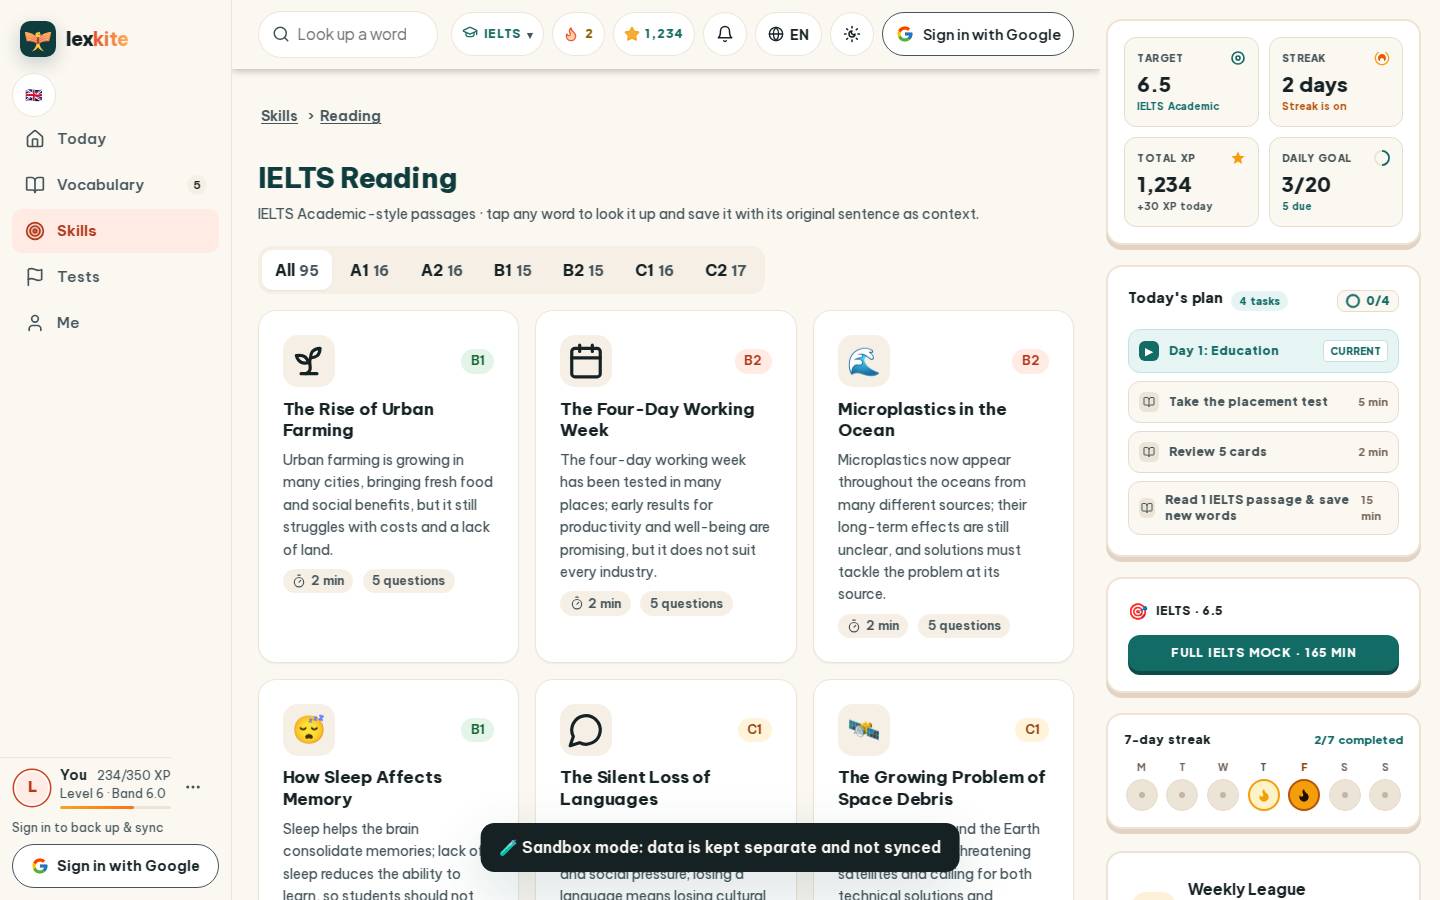 lexkite
Today
Vocabulary 5
Skills
Tests
Me
L
You 234/350 XP
Level 6 · Band 6.0
Sign in to back up & sync
Sign in with Google
Look up a word
IELTS ▾
2
1,234
EN
Sign in with Google
Skills › Reading
IELTS Reading
IELTS Academic-style passages · tap any word to look it up and save it with its original sentence as context.
All 95 A1 16 A2 16 B1 15 B2 15 C1 16 C2 17
B1
The Rise of Urban
Farming
Urban farming is growing in
many cities, bringing fresh food
and social benefits, but it still
struggles with costs and a lack
of land.
2 min 5 questions
B2
The Four-Day Working
Week
The four-day working week
has been tested in many
places; early results for
productivity and well-being are
promising, but it does not suit
every industry.
2 min 5 questions
B2
Microplastics in the
Ocean
Microplastics now appear
throughout the oceans from
many different sources; their
long-term effects are still
unclear, and solutions must
tackle the problem at its
source.
2 min 5 questions
B1
How Sleep Affects
Memory
Sleep helps the brain
consolidate memories; lack of
sleep reduces the ability to
learn, so students should not
C1
The Silent Loss of
Languages
and social pressure; losing a
language means losing cultural
C1
The Growing Problem of
Space Debris
the Earth
satellites and calling for both
technical solutions and
Sandbox mode: data is kept separate and not synced
TARGET
6.5
IELTS Academic
STREAK
2 days
Streak is on
TOTAL XP
1,234
+30 XP today
DAILY GOAL
3/20
5 due
Today's plan 4 tasks 0/4
Day 1: Education CURRENT
Take the placement test 5 min
Review 5 cards 2 min
Read 1 IELTS passage & save
new words
15
min
IELTS · 6.5
FULL IELTS MOCK · 165 MIN
7-day streak 2/7 completed
M T W T F S S
Weekly League